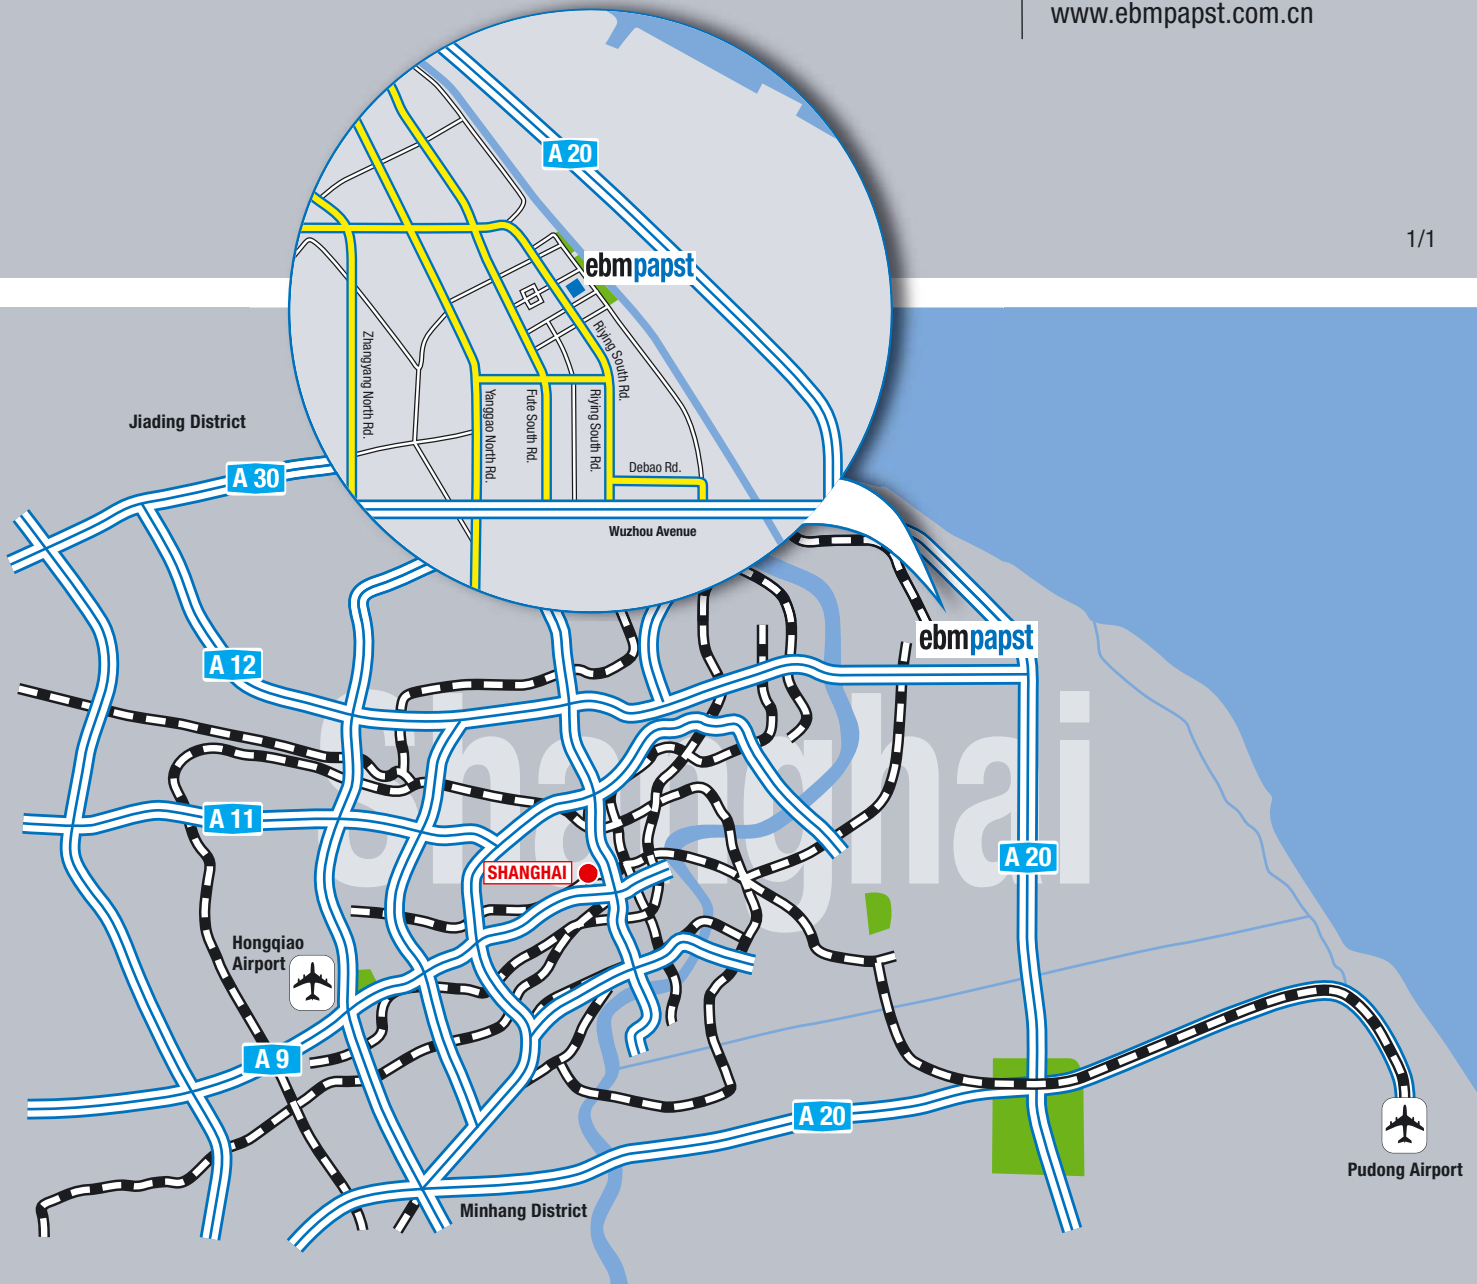 www.ebmpapst.com.cn
1/1
A 20
ebmpapst
Riying South Rd.
Zhangyang North Rd.
Yanggao North Rd.
Fute South Rd.
Riying South Rd.
Debao Rd.
Wuzhou Avenue
Jiading District
A 30
ebmpapst
A 12
Shanghai
A 11
SHANGHAI
A 20
Hongqiao
Airport
A 9
A 20
Pudong Airport
Minhang District